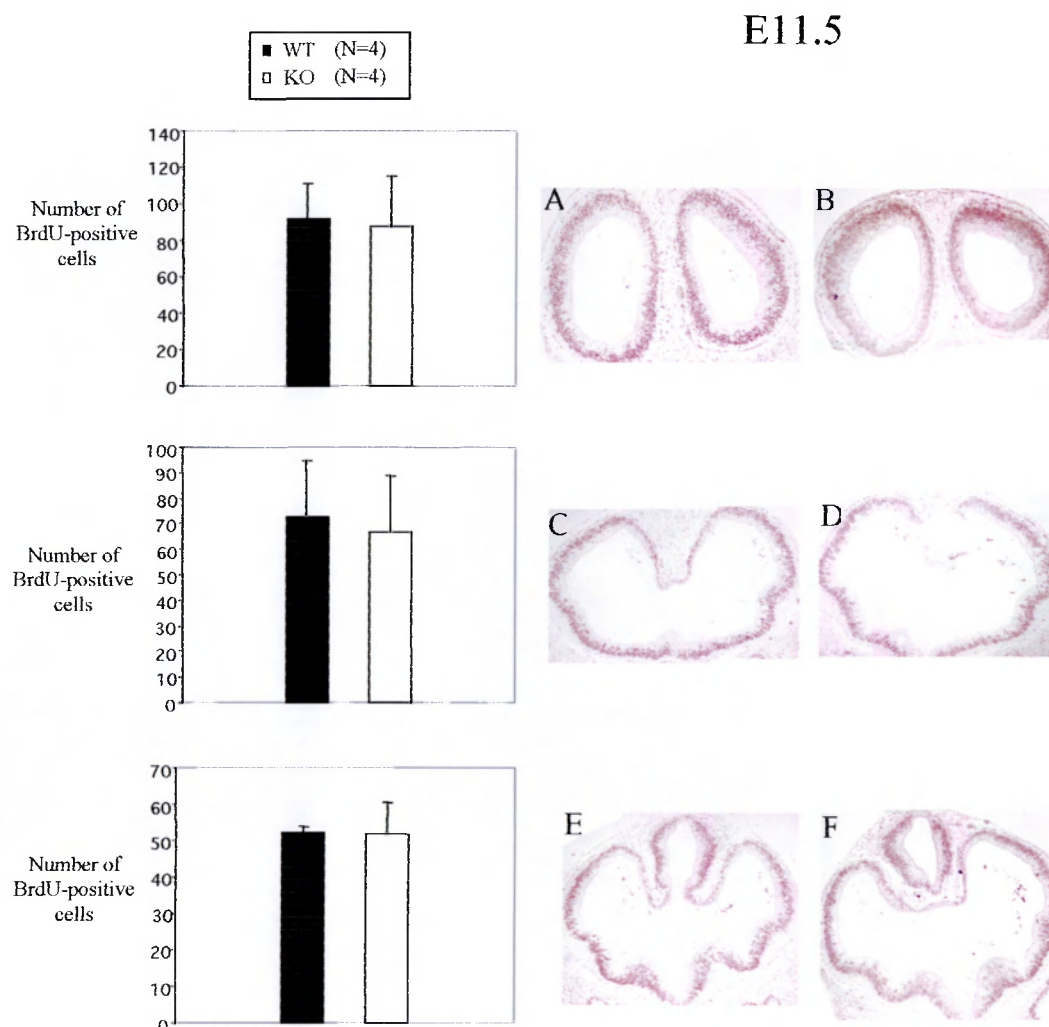 E11.5
WT (N=4)
KO (N=4)
140
120
100
80
60
40
20
0
Number of
BrdU-positive
cells
A
B
100
90
80
70
60
50
40
30
20
10
0
Number of
BrdU-positive
cells
C
D
70
60
50
40
30
20
10
0
Number of
BrdU-positive
cells
E
F